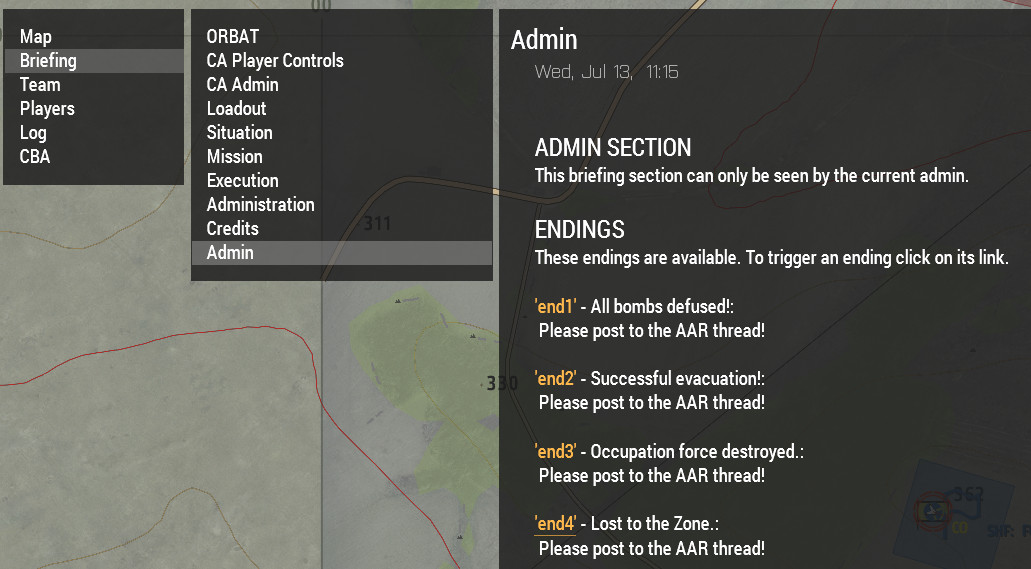 00
Map
Briefing
Team
Players
Log
CBA
ORBAT
CA Player Controls
CA Admin
Loadout
Situation
Mission
Execution
Administration
Credits
Admin
Admin
Wed, Jul 13, 11:15
ADMIN SECTION
This briefing section can only be seen by the current admin.
ENDINGS
These endings are available. To trigger an ending click on its link.
'end1' - All bombs defused!:
Please post to the AAR thread!
'end2' - Successful evacuation!:
Please post to the AAR thread!
'end3' - Occupation force destroyed.:
Please post to the AAR thread!
'end4' - Lost to the Zone.:
Please post to the AAR thread!
311
330
362
CO